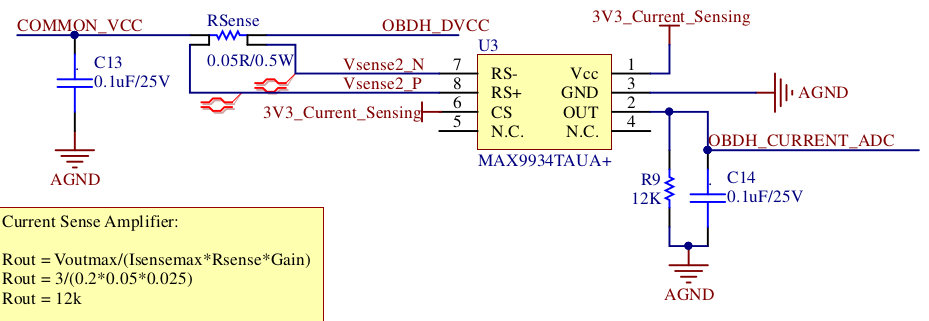 3V3_Current_Sensing
COMMON_VCC
RSense
OBDH_DVCC
0.05R/0.5W
U3
C13
0.1uF/25V
Vsense2_N
7
RS-
Vcc
1
Vsense2_P
8
RS+
GND
3
AGND
3V3_Current_Sensing
6
CS
OUT
2
5
N.C.
N.C.
4
OBDH_CURRENT_ADC
MAX9934TAUA+
AGND
R9
12K
C14
0.1uF/25V
AGND
Current Sense Amplifier:
Rout = Voutmax/(Isensemax*Rsense*Gain)
Rout = 3/(0.2*0.05*0.025)
Rout = 12k